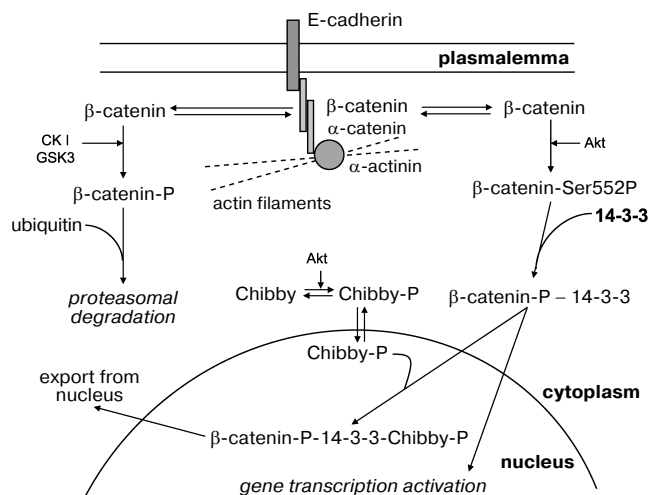 E-cadherin
plasmalemma
β-catenin
β-catenin
α-catenin
α-actinin
actin filaments
β-catenin
CK I
GSK3
β-catenin-P
ubiquitin
proteasomal
degradation
Akt
β-catenin-Ser552P
14-3-3
β-catenin-P – 14-3-3
Akt
Chibby
Chibby-P
Chibby-P
export from
nucleus
cytoplasm
β-catenin-P-14-3-3-Chibby-P
nucleus
gene transcription activation